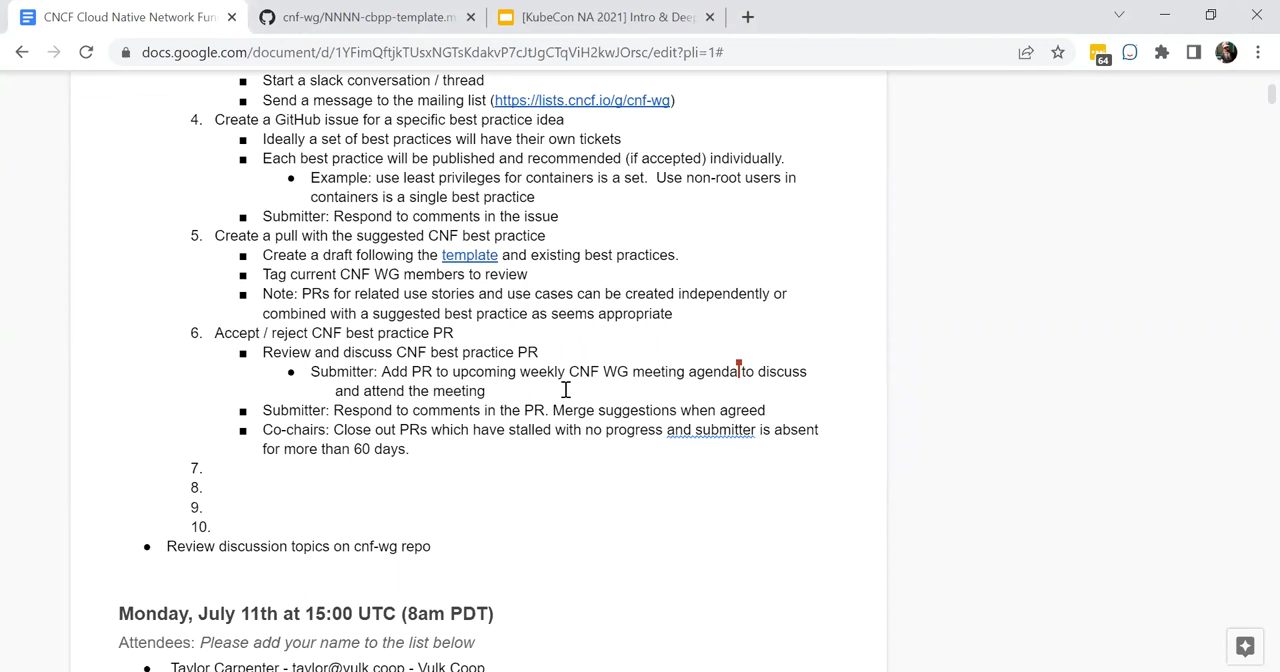 CNCF Cloud Native Network Fun
cnf-wg/NNNN-cbpp-template.m
[KubeCon NA 2021] Intro & Deep
docs.google.com/document/d/1YFimQftjkTUsxNGTsKdakvP7cJtJgCTqViH2kwJOrsc/edit?pli=1#
64
■ Start a slack conversation / thread
■ Send a message to the mailing list (https://lists.cncf.io/g/cnf-wg)
4. Create a GitHub issue for a specific best practice idea
■ Ideally a set of best practices will have their own tickets
■ Each best practice will be published and recommended (if accepted) individually.
● Example: use least privileges for containers is a set. Use non-root users in
containers is a single best practice
■ Submitter: Respond to comments in the issue
5. Create a pull with the suggested CNF best practice
■ Create a draft following the template and existing best practices.
■ Tag current CNF WG members to review
■ Note: PRs for related use stories and use cases can be created independently or
combined with a suggested best practice as seems appropriate
6. Accept / reject CNF best practice PR
■ Review and discuss CNF best practice PR
● Submitter: Add PR to upcoming weekly CNF WG meeting agenda to discuss
and attend the meeting
■ Submitter: Respond to comments in the PR. Merge suggestions when agreed
■ Co-chairs: Close out PRs which have stalled with no progress and submitter is absent
for more than 60 days.
7.
8.
9.
10.
● Review discussion topics on cnf-wg repo
Monday, July 11th at 15:00 UTC (8am PDT)
Attendees: Please add your name to the list below
● Taylor Carpenter - taylor@vulk.coop - Vulk Coop